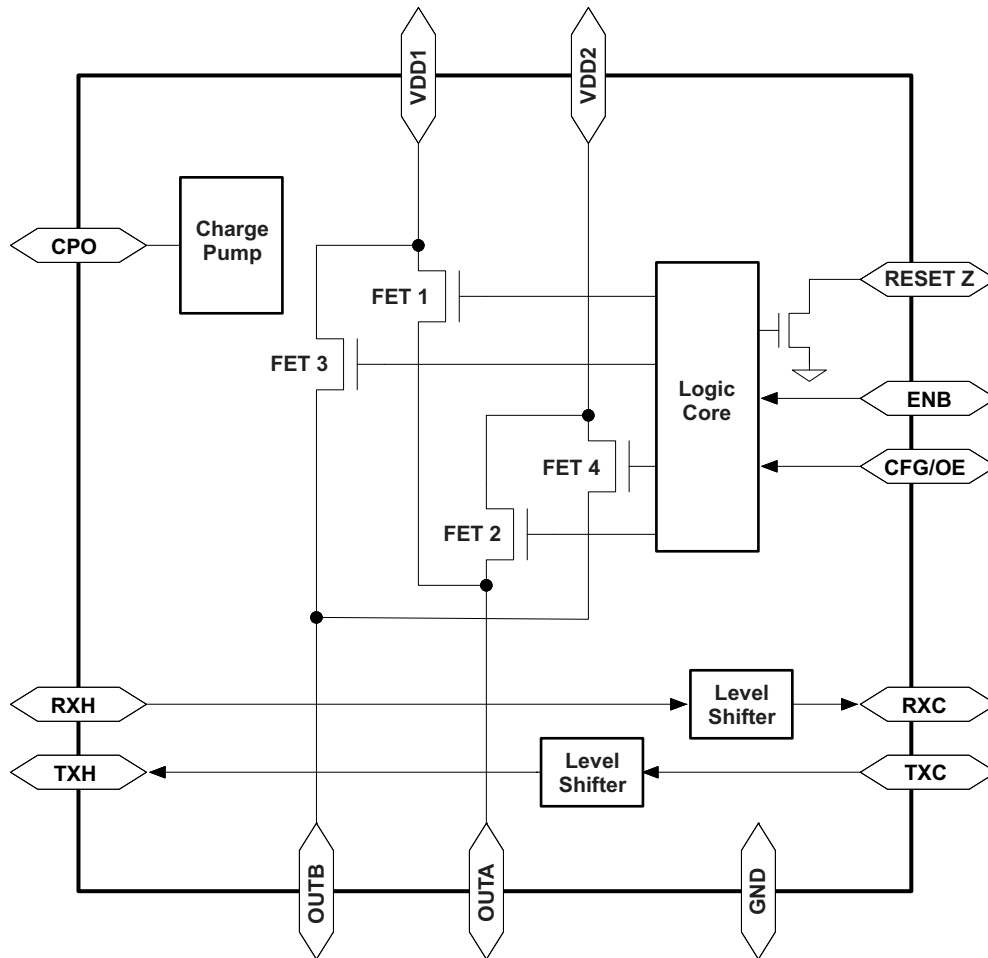 VDD1
VDD2
Charge
Pump
CPO
FET 1
RESET Z
FET 3
Logic
Core
ENB
FET 4
CFG/OE
FET 2
RXH
Level
Shifter
RXC
TXH
Level
Shifter
TXC
OUTB
OUTA
GND